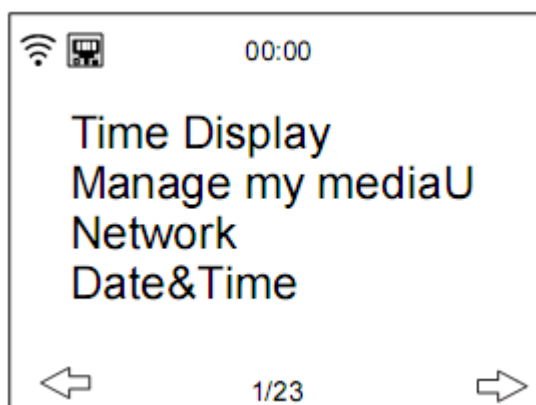 00:00
Time Display
Manage my mediaU
Network
Date&Time
1/23